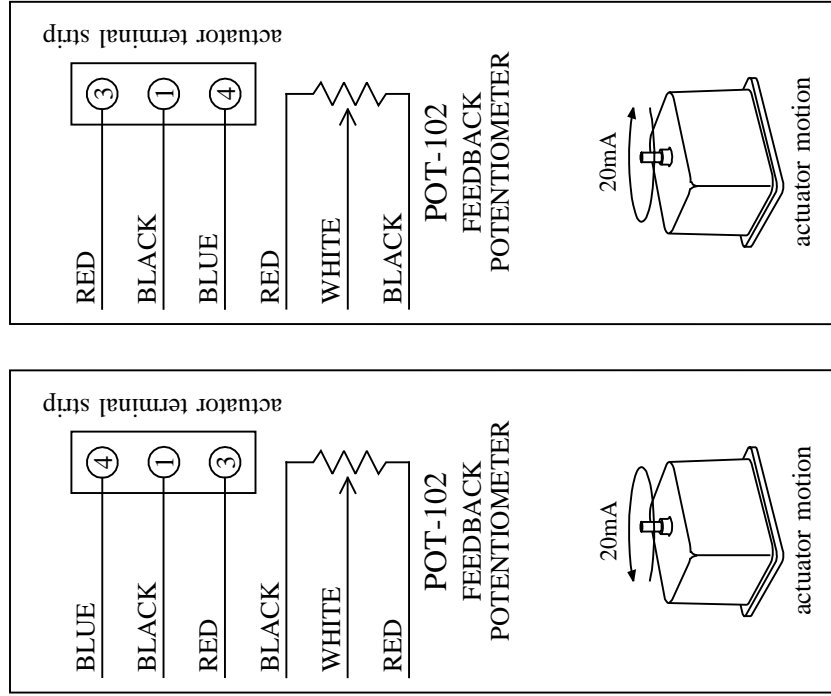 actuator terminal strip
3
1
4
RED
BLACK
BLUE
RED
WHITE
BLACK
POT-102
FEEDBACK
POTENTIOMETER
20mA
actuator motion
actuator terminal strip
4
1
3
BLUE
BLACK
RED
BLACK
WHITE
RED
POT-102
FEEDBACK
POTENTIOMETER
20mA
actuator motion